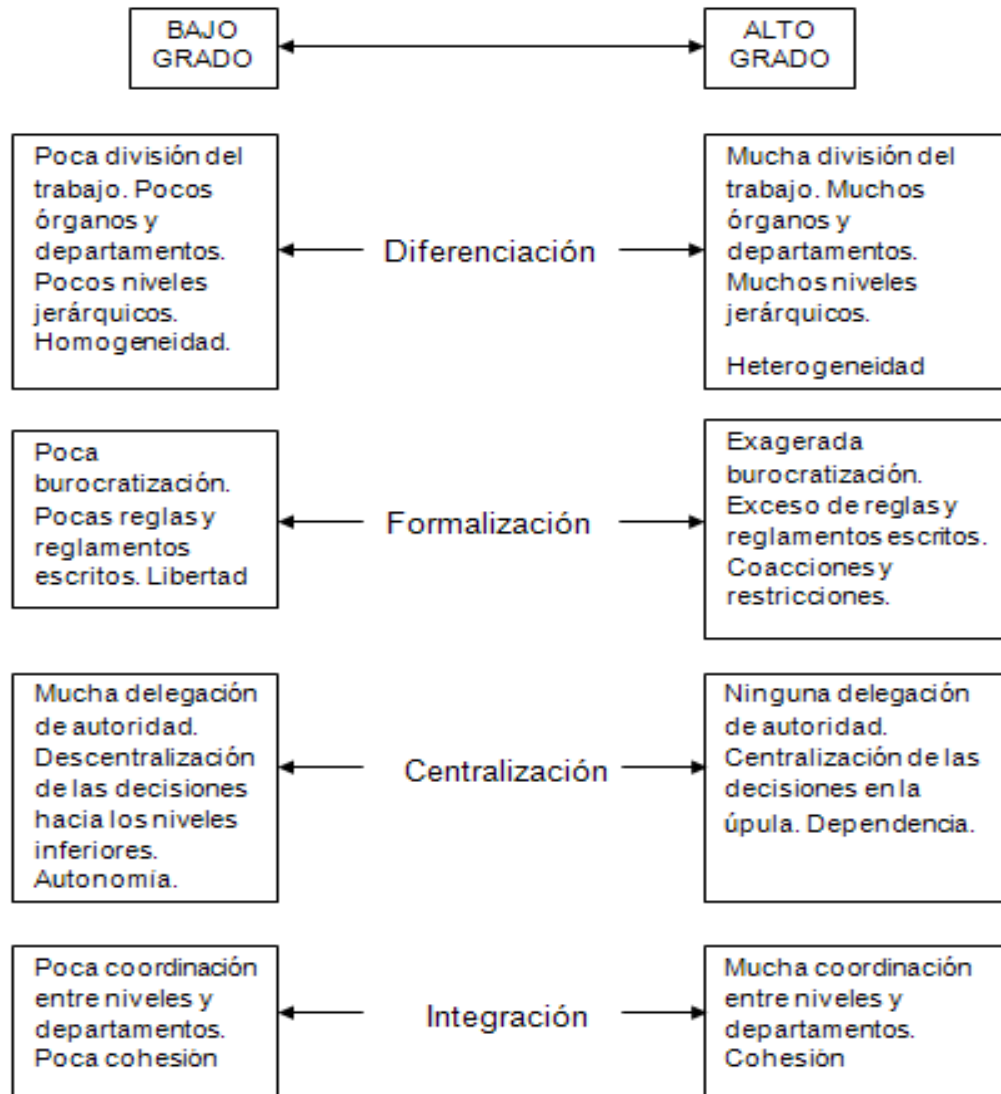 BAJO
GRADO
ALTO
GRADO
Poca división del
trabajo. Pocos
órganos y
departamentos.
Pocos niveles
jerárquicos.
Homogeneidad.
Diferenciación
Mucha división del
trabajo. Muchos
órganos y
departamentos.
Muchos niveles
jerárquicos.
Heterogeneidad
Poca
burocratización.
Pocas reglas y
reglamentos
escritos. Libertad
Formalización
Exagerada
burocratización.
Exceso de reglas y
reglamentos escritos.
Coacciones y
restricciones.
Mucha delegación
de autoridad.
Descentralización
de las decisiones
hacia los niveles
inferiores.
Autonomía.
Centralización
Ninguna delegación
de autoridad.
Centralización de las
decisiones en la
úpula. Dependencia.
Poca coordinación
entre niveles y
departamentos.
Poca cohesión
Integración
Mucha coordinación
entre niveles y
departamentos.
Cohesión